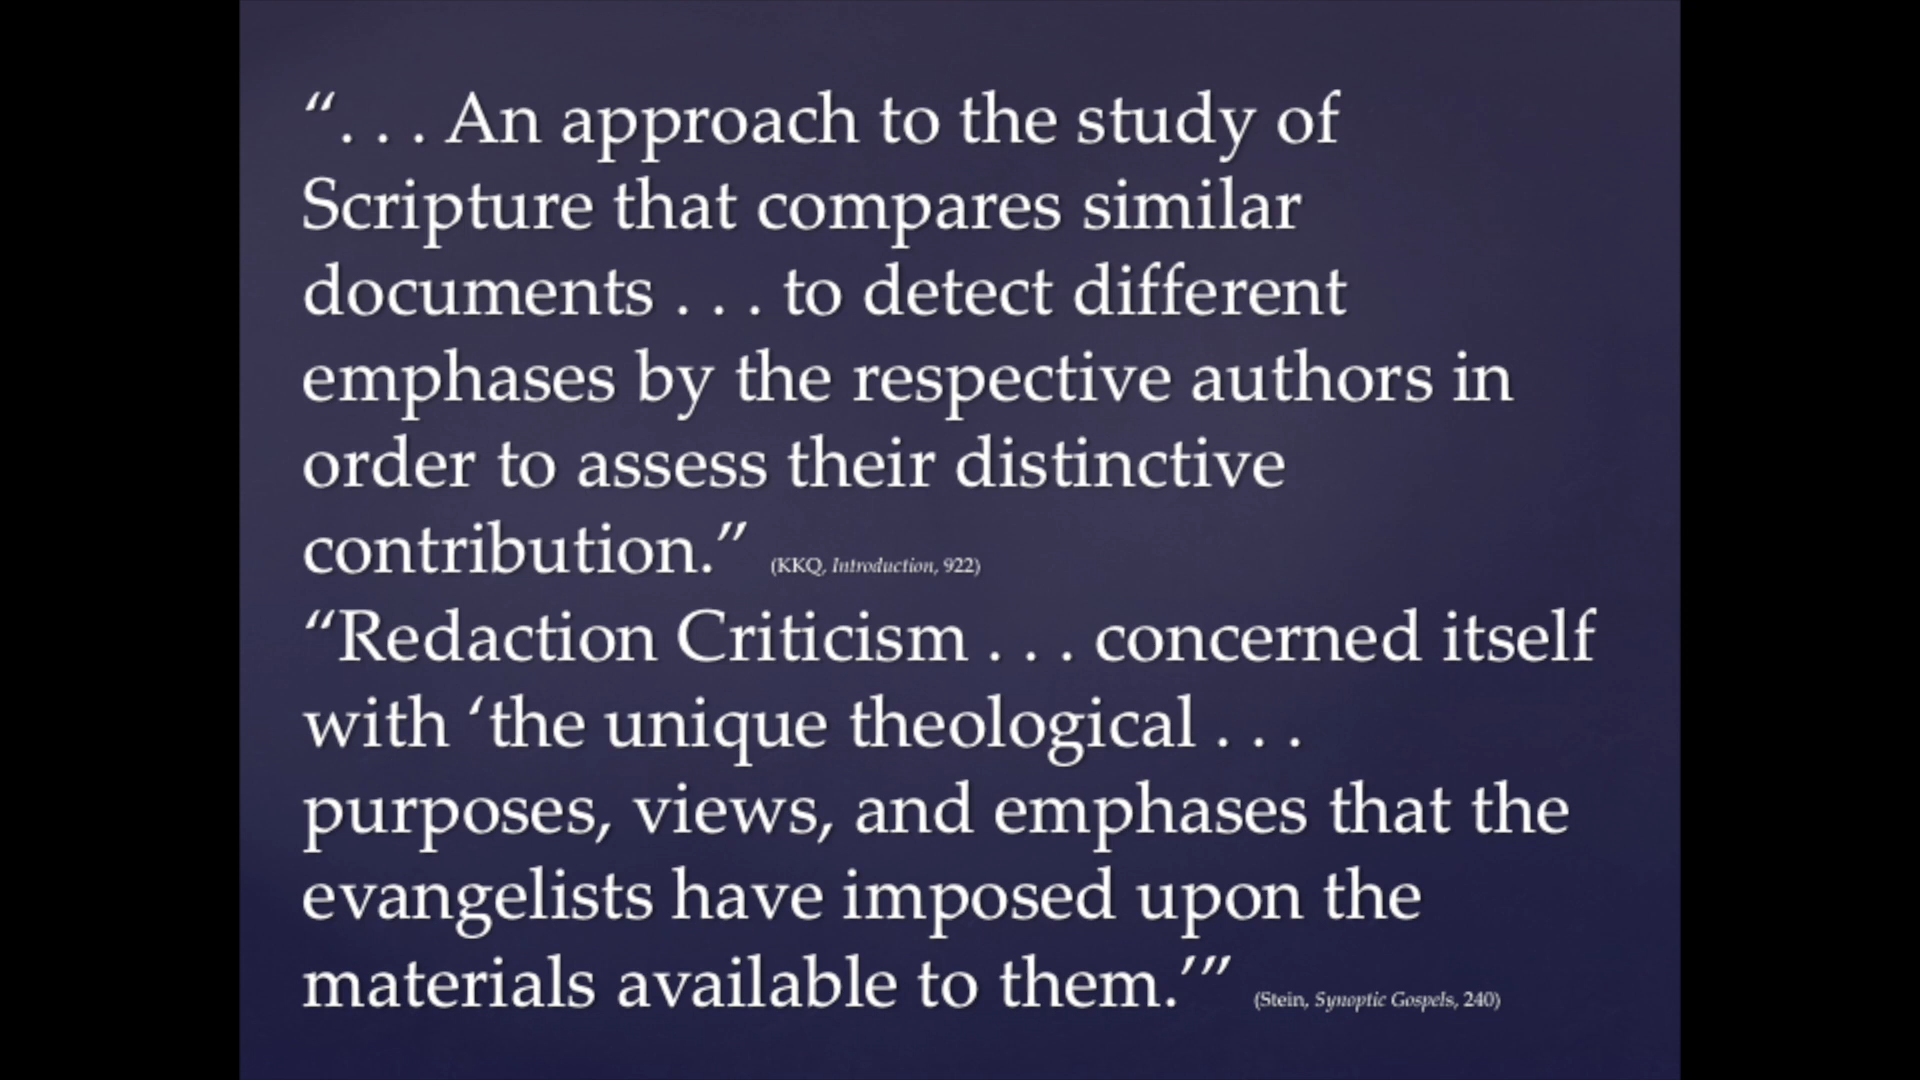 “. . . An approach to the study of
Scripture that compares similar
documents . . . to detect different
emphases by the respective authors in
order to assess their distinctive
contribution.” (KKQ, Introduction, 922)
“Redaction Criticism . . . concerned itself
with ‘the unique theological . . .
purposes, views, and emphases that the
evangelists have imposed upon the
materials available to them.’” (Stein, Synoptic Gospels, 240)